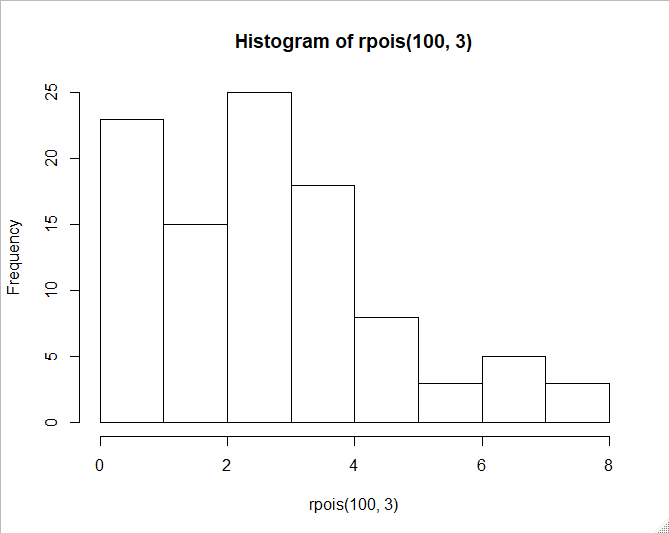 Histogram of rpois(100, 3)
Frequency
25
20
15
10
5
0
0 2 4 6 8
rpois(100, 3)